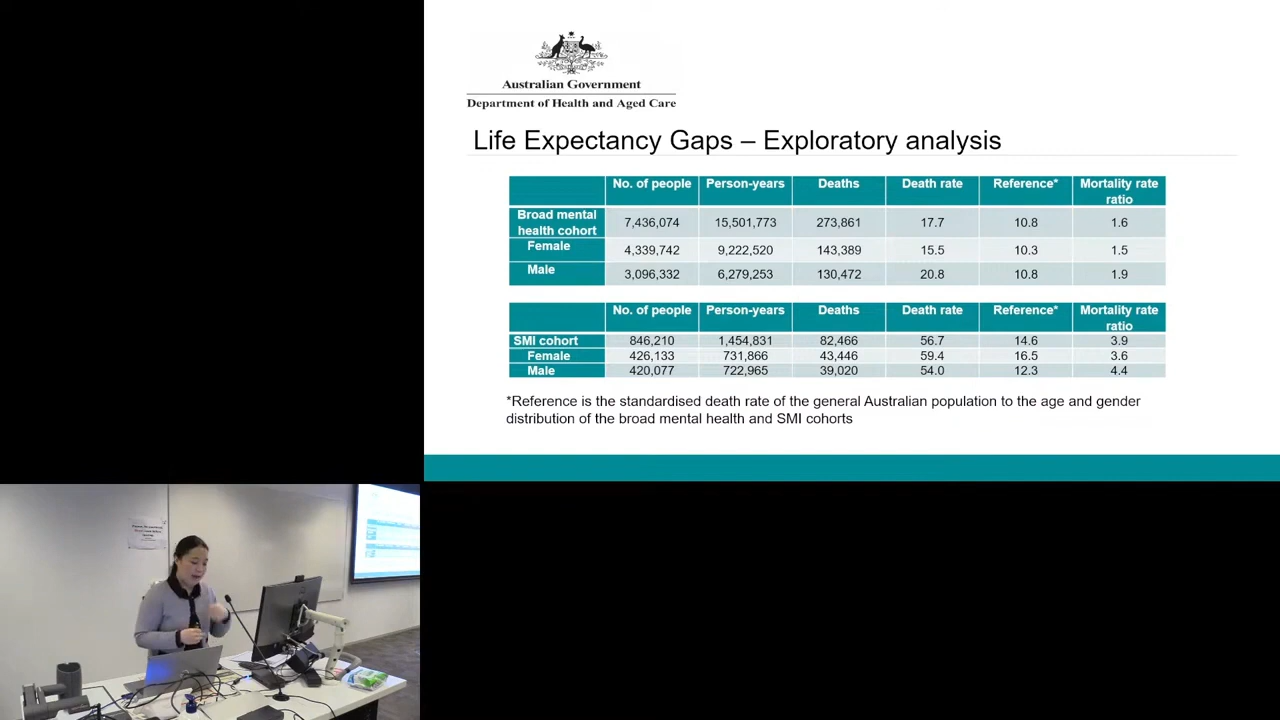 Australian Government
Department of Health and Aged Care
Life Expectancy Gaps – Exploratory analysis
No. of people Person-years Deaths Death rate Reference* Mortality rate ratio
Broad mental health cohort 7,436,074 15,501,773 273,861 17.7 10.8 1.6
Female 4,339,742 9,222,520 143,389 15.5 10.3 1.5
Male 3,096,332 6,279,253 130,472 20.8 10.8 1.9
No. of people Person-years Deaths Death rate Reference* Mortality rate ratio
SMI cohort 846,210 1,454,831 82,466 56.7 14.6 3.9
Female 426,133 731,866 43,446 59.4 16.5 3.6
Male 420,077 722,965 39,020 54.0 12.3 4.4
*Reference is the standardised death rate of the general Australian population to the age and gender
distribution of the broad mental health and SMI cohorts